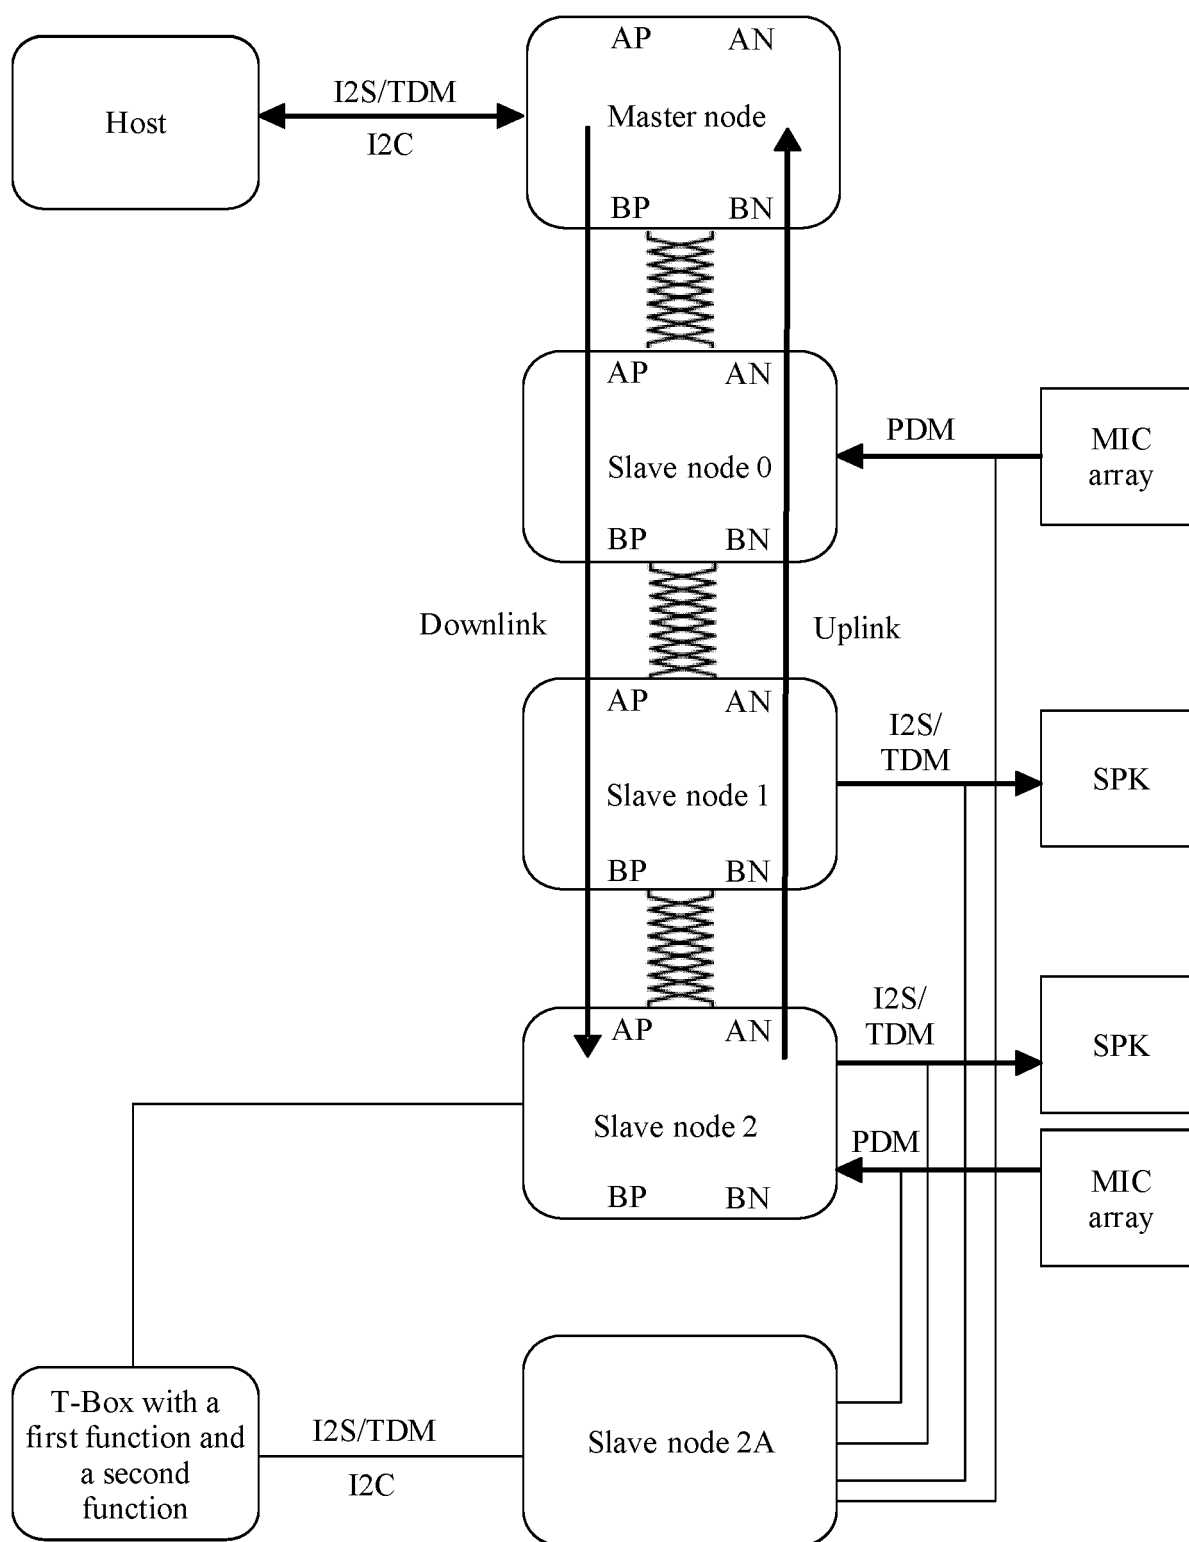 AP AN
Host
I2S/TDM
I2C
Master node
BP BN
AP AN
Slave node 0
PDM
MIC
array
BP BN
Downlink
Uplink
AP AN
Slave node 1
I2S/
TDM
SPK
BP BN
AP AN
Slave node 2
I2S/
TDM
SPK
PDM
MIC
array
BP BN
T-Box with a
first function and
a second
function
I2S/TDM
I2C
Slave node 2A